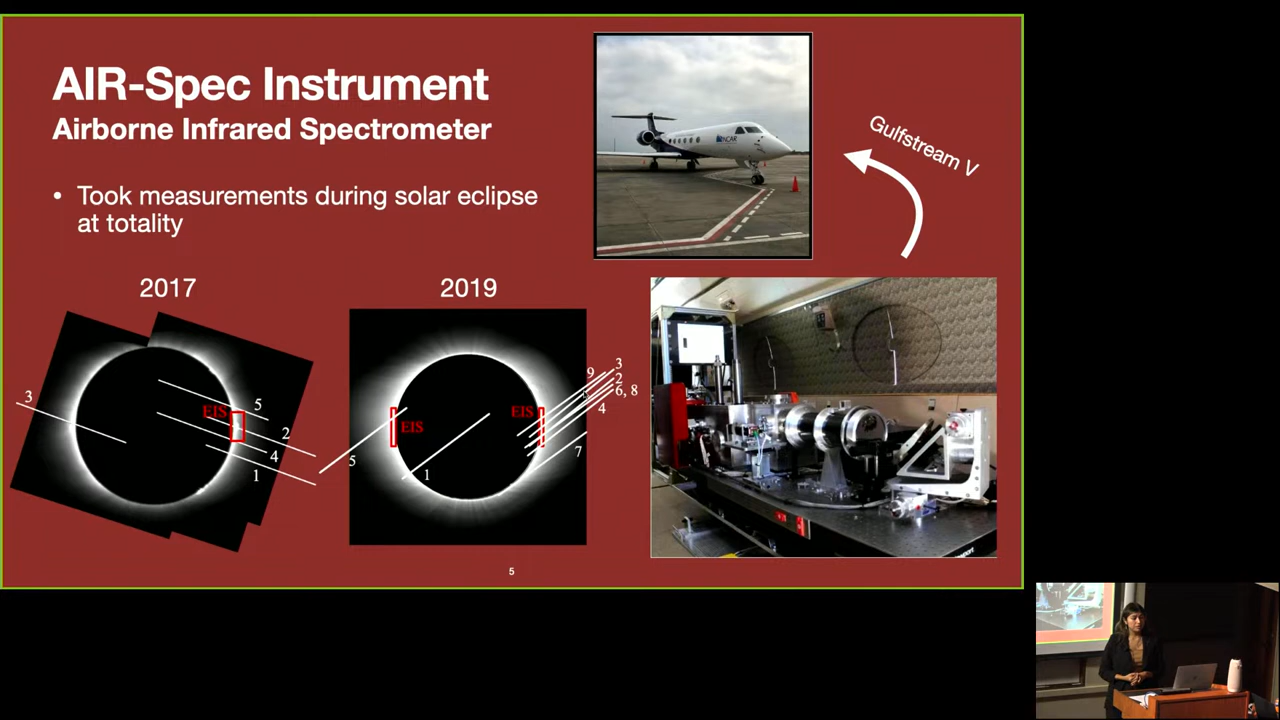 AIR-Spec Instrument
Airborne Infrared Spectrometer
• Took measurements during solar eclipse
at totality
NCAR
Gulfstream V
2017
2019
3
EIS
5
2
4
1
EIS
5
1
EIS
9
3
2
6, 8
4
7
5